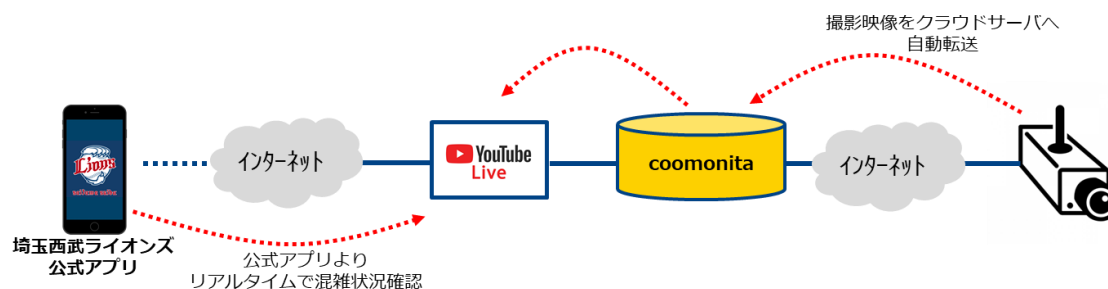 撮影映像をクラウドサーバへ
自動転送
Lions
インターネット
YouTube
Live
coomonita
インターネット
埼玉西武ライオンズ
公式アプリ
公式アプリより
リアルタイムで混雑状況確認